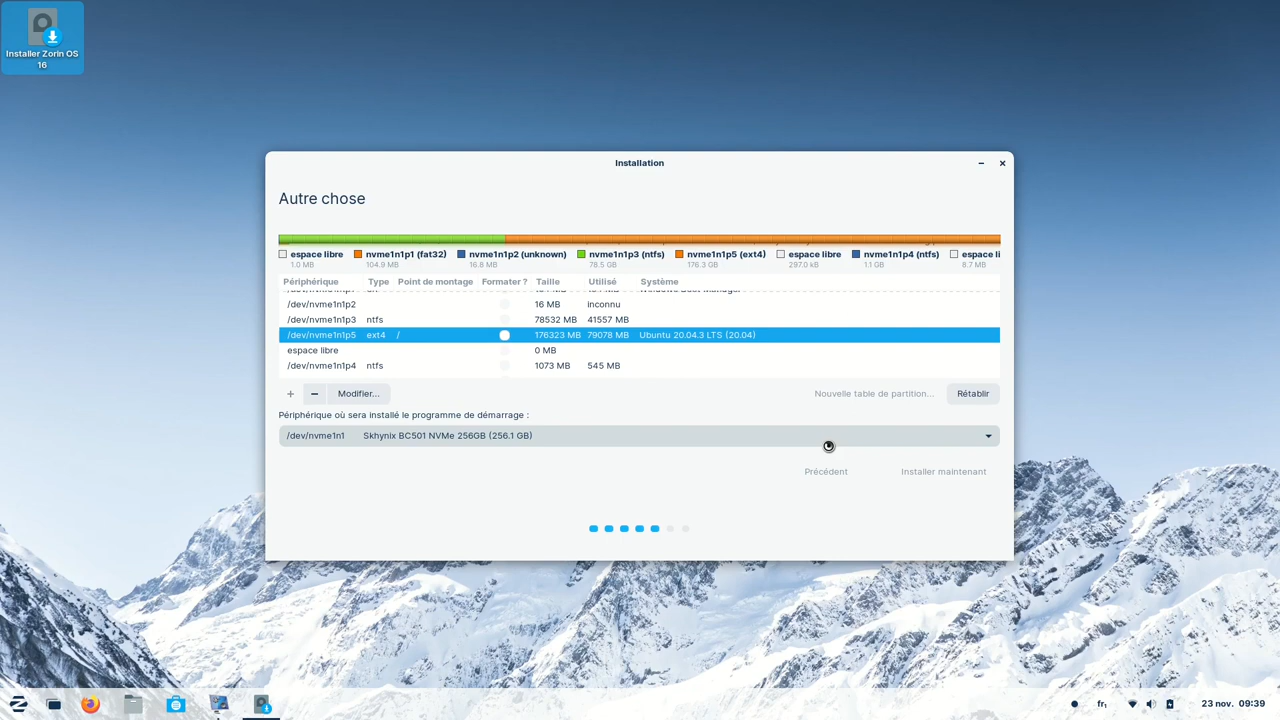 Installer Zorin OS
16
Installation
Autre chose
espace libre nvme1n1p1 (fat32) nvme1n1p2 (unknown) nvme1n1p3 (ntfs) nvme1n1p5 (ext4) espace libre nvme1n1p4 (ntfs) espace li
1.0 MB 104.9 MB 16.8 MB 78.5 GB 176.3 GB 297.0 kB 1.1 GB 8.7 MB
Périphérique Type Point de montage Formater ? Taille Utilisé Système
/dev/nvme1n1p2 16 MB inconnu
/dev/nvme1n1p3 ntfs 78532 MB 41557 MB
/dev/nvme1n1p5 ext4 / 176323 MB 79078 MB Ubuntu 20.04.3 LTS (20.04)
espace libre 0 MB
/dev/nvme1n1p4 ntfs 1073 MB 545 MB
+ − Modifier... Nouvelle table de partition... Rétablir
Périphérique où sera installé le programme de démarrage :
/dev/nvme1n1 Skhynix BC501 NVMe 256GB (256.1 GB)
Précédent Installer maintenant
fr₁ 23 nov. 09:39